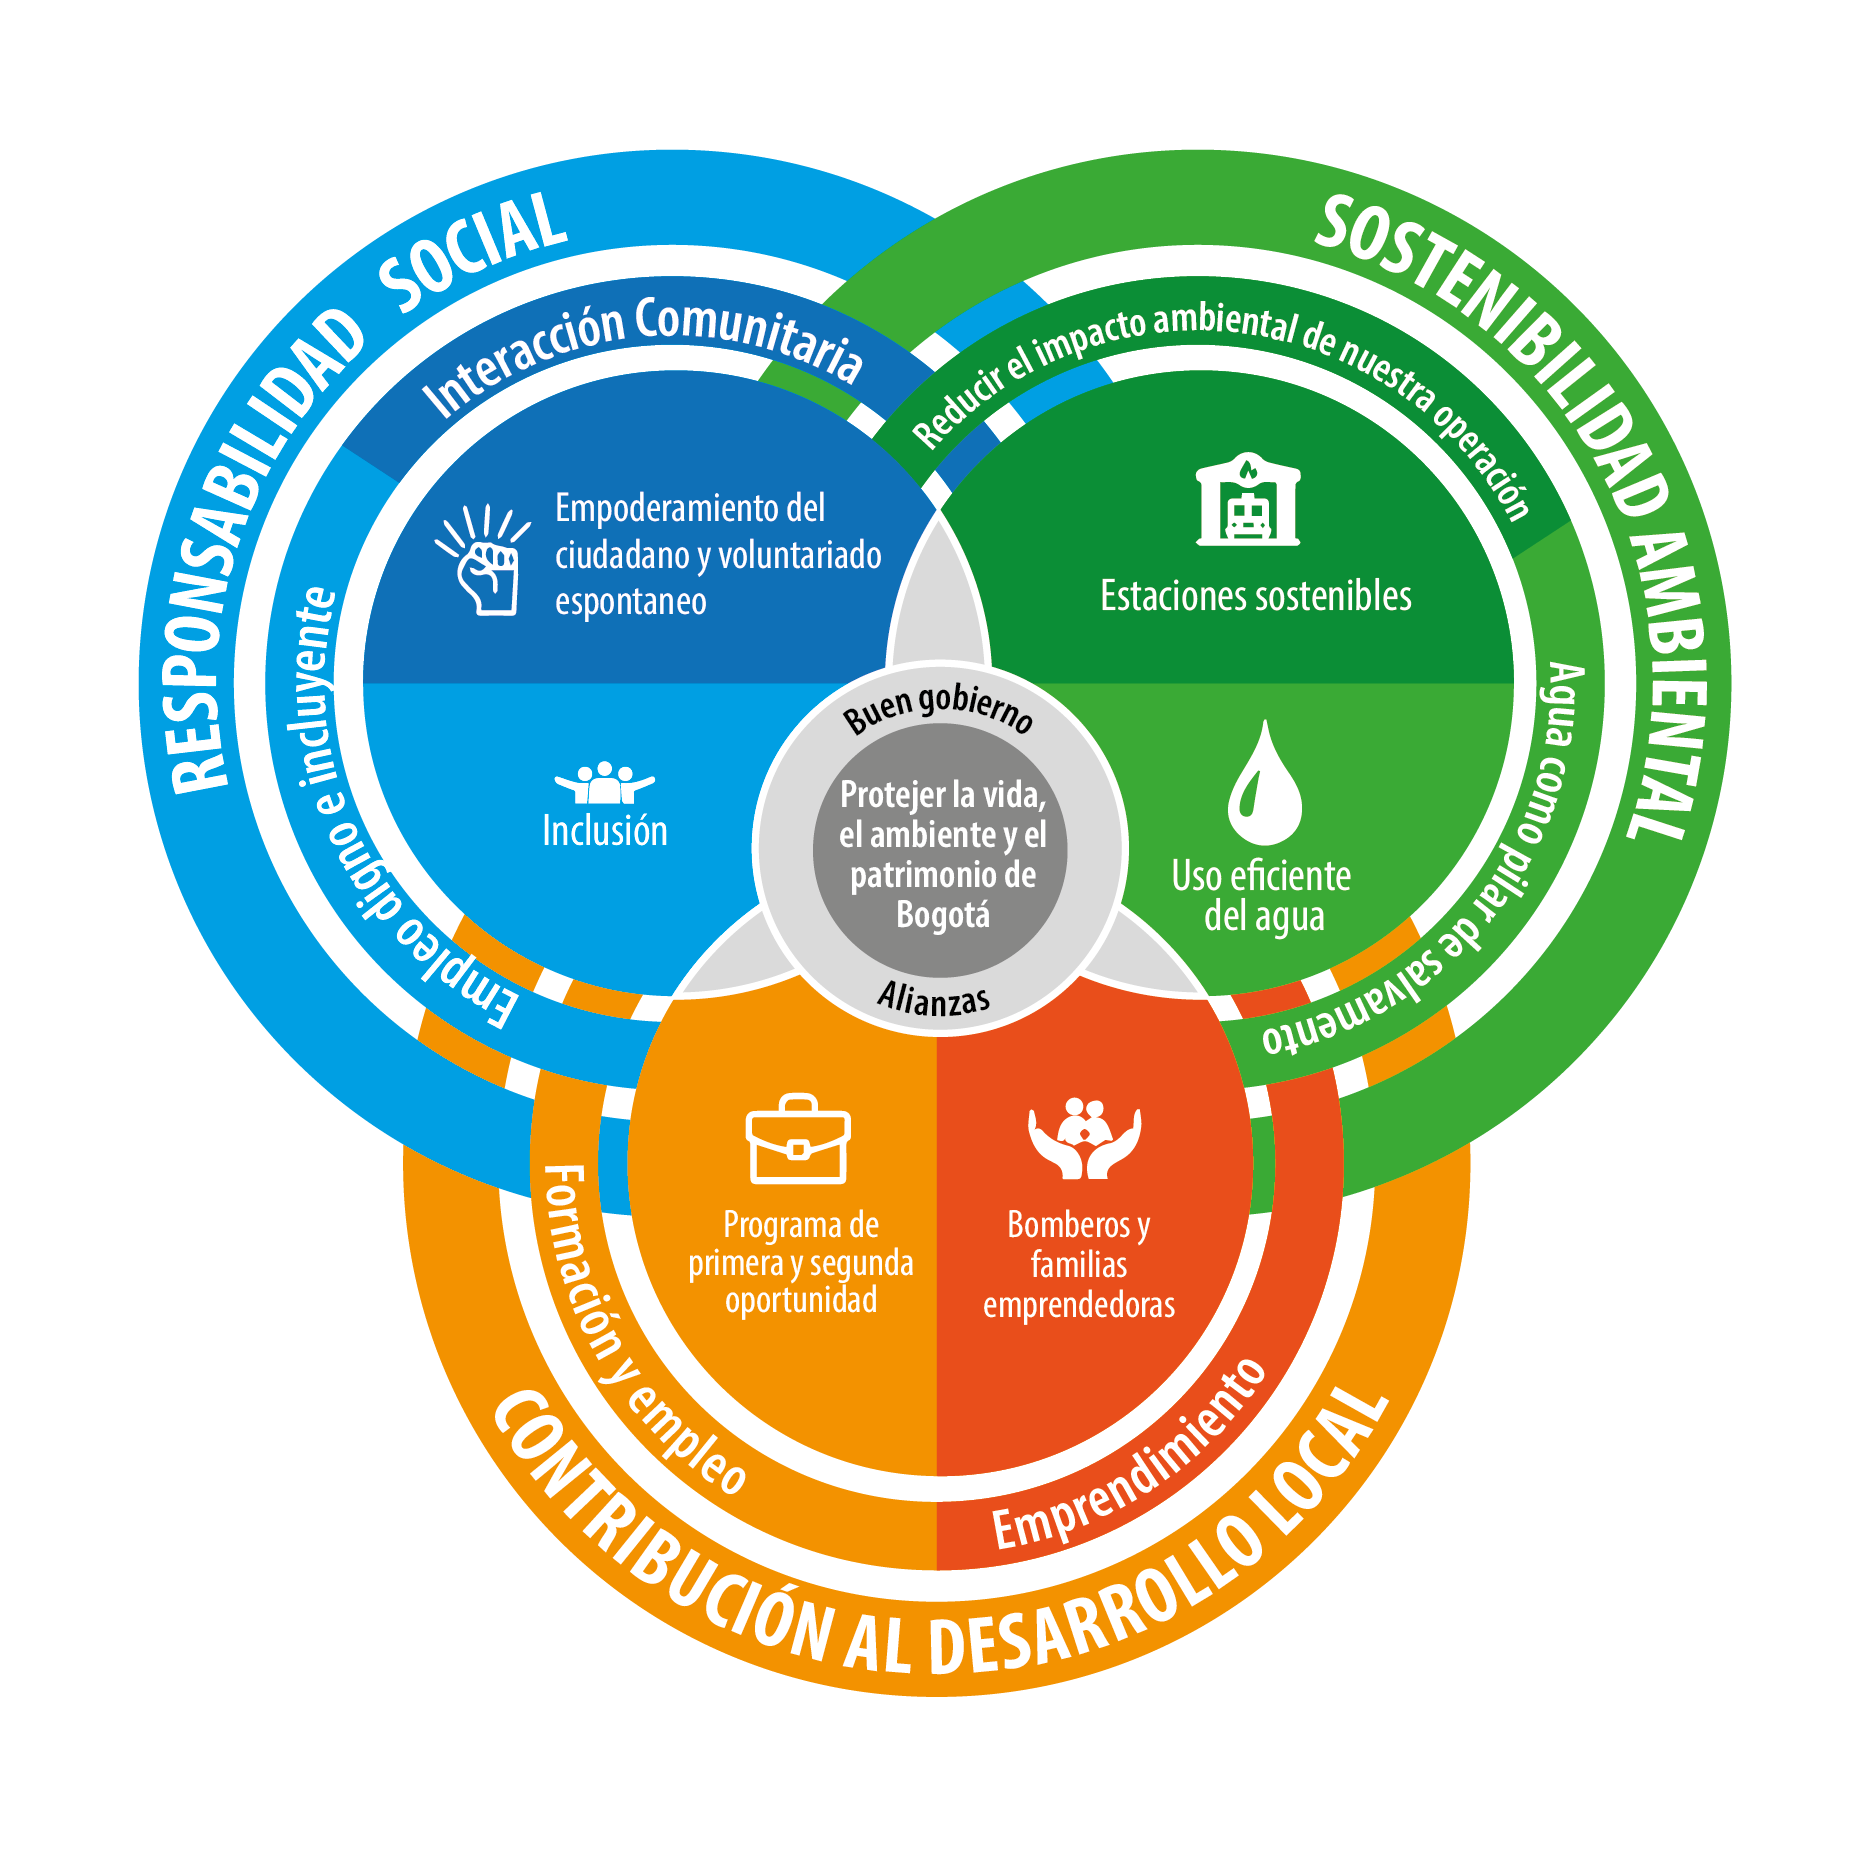 RESPONSABILIDAD SOCIAL
Interacción Comunitaria
Empoderamiento del
ciudadano y voluntariado
espontaneo
Empleo digno e incluyente
Inclusión
SOSTENIBILIDAD AMBIENTAL
Reducir el impacto ambiental de nuestra operación
Estaciones sostenibles
Agua como pilar de salvamento
Uso eficiente
del agua
Buen gobierno
Protejer la vida,
el ambiente y el
patrimonio de
Bogotá
Alianzas
Formación y empleo
Programa de
primera y segunda
oportunidad
Bomberos y
familias
emprendedoras
Emprendimiento
CONTRIBUCIÓN AL DESARROLLO LOCAL